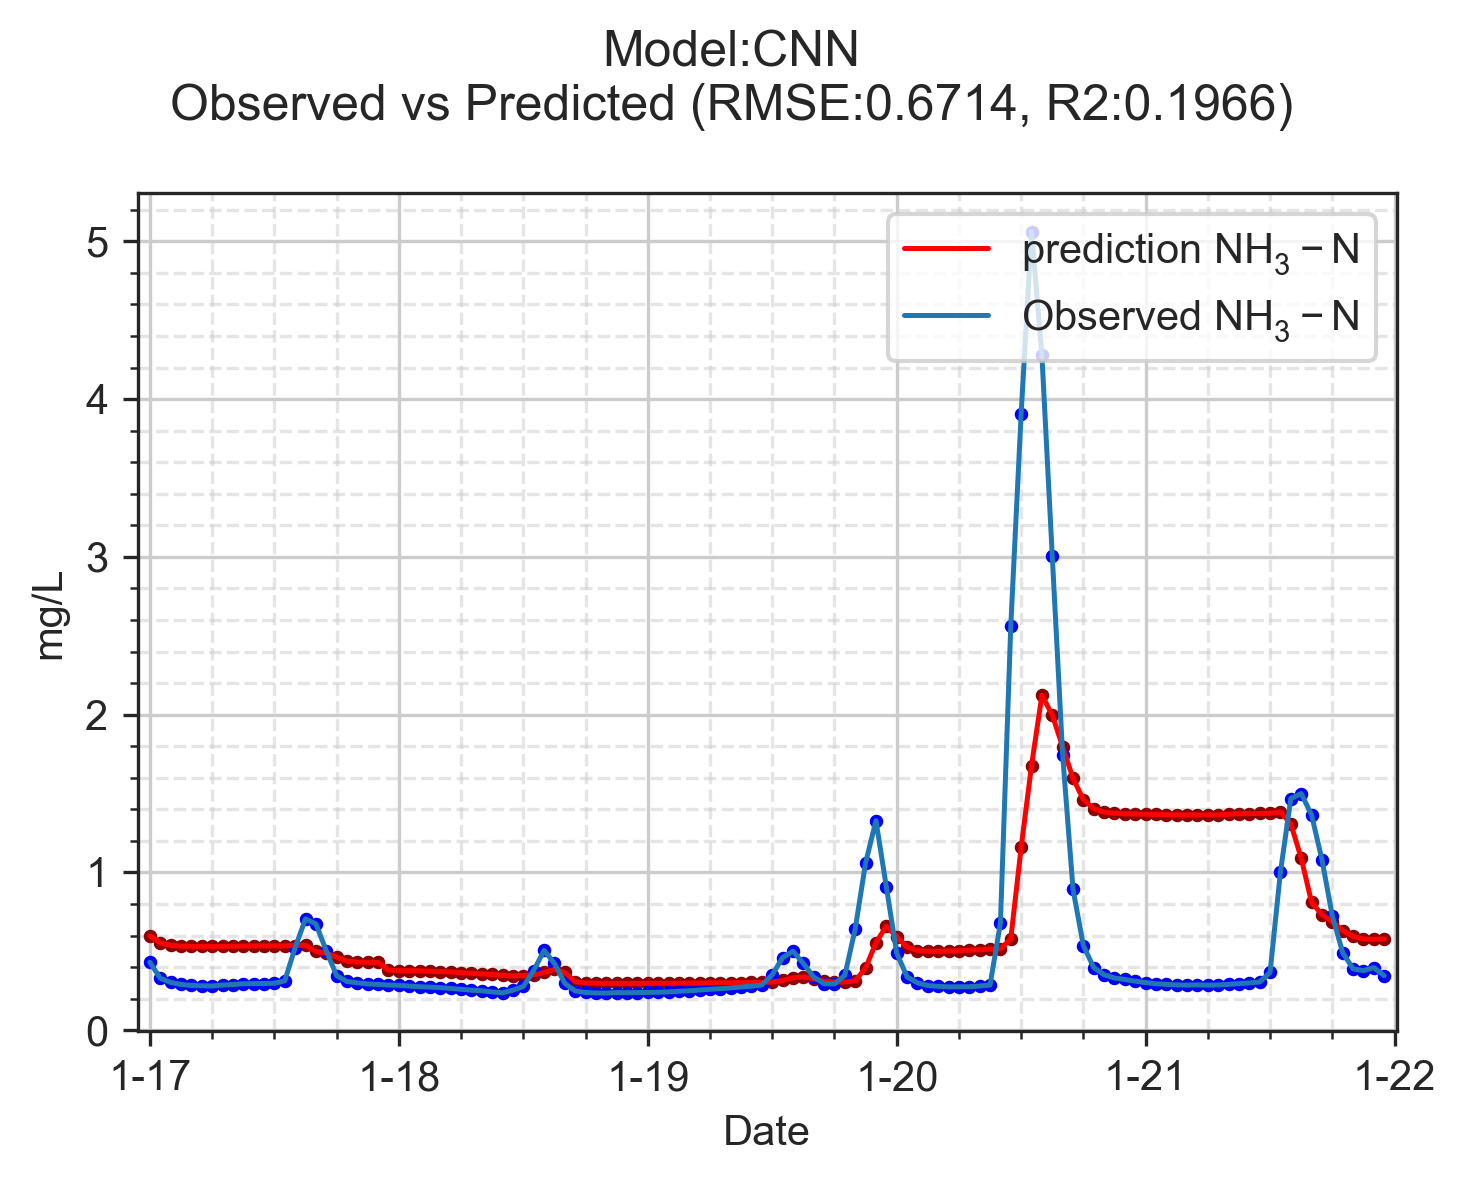 Model:CNN
Observed vs Predicted (RMSE:0.6714, R2:0.1966)
prediction NH₃ − N
Observed NH₃ − N
5
4
3
2
1
0
mg/L
1-17 1-18 1-19 1-20 1-21 1-22
Date